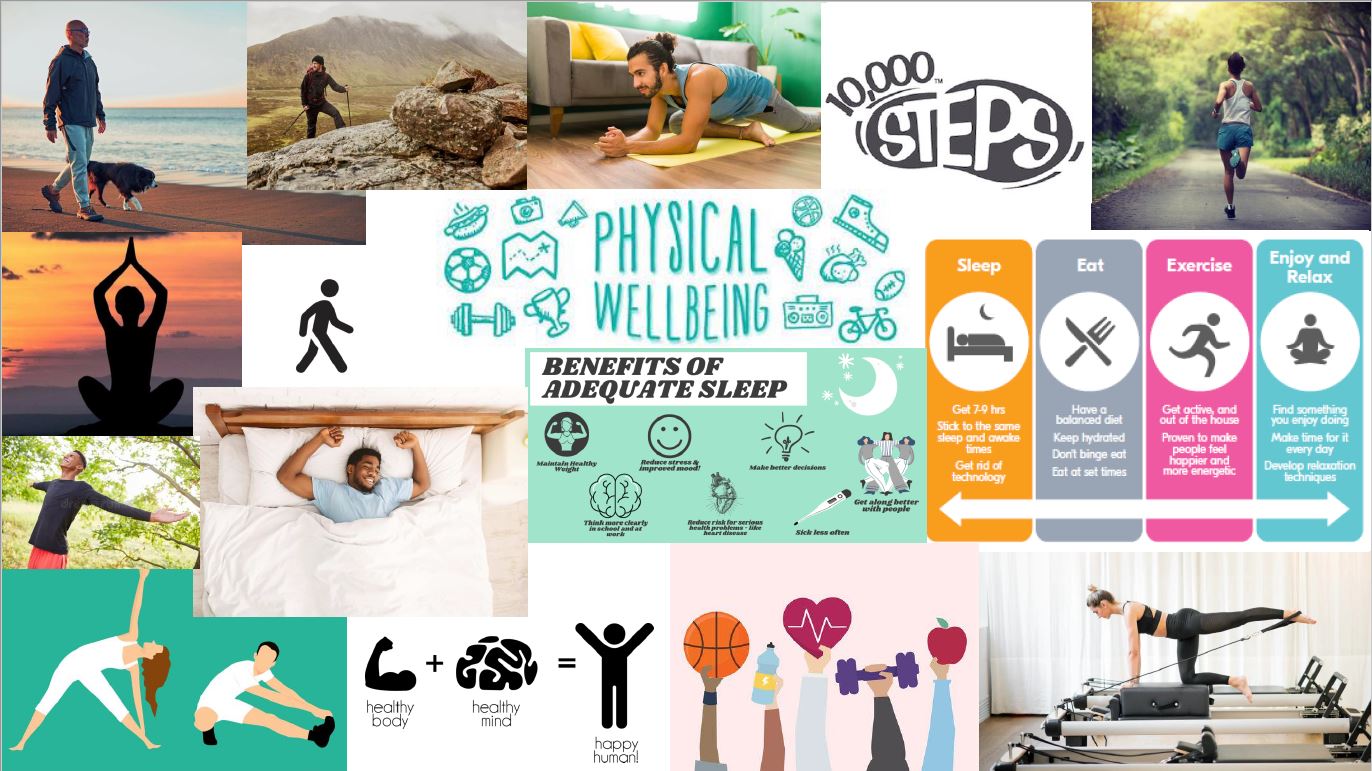 10,000
™
STEPS
PHYSICAL
WELLBEING
Sleep
Get 7-9 hrs
Stick to the same
sleep and awake
times
Get rid of
technology
Eat
Have a
balanced diet
Keep hydrated
Don't binge eat
Eat at set times
Exercise
Get active, and
out of the house
Proven to make
people feel
happier and
more energetic
Enjoy and
Relax
Find something
you enjoy doing
Make time for it
every day
Develop relaxation
techniques
BENEFITS OF
ADEQUATE SLEEP
Maintain Healthy
Weight
Reduce stress &
improved mood!
Make better decisions
Get along better
with people
Think more clearly
in school and at
work
Reduce risk for serious
health problems - like
heart disease
Sick less often
+
=
healthy
body
healthy
mind
happy
human!